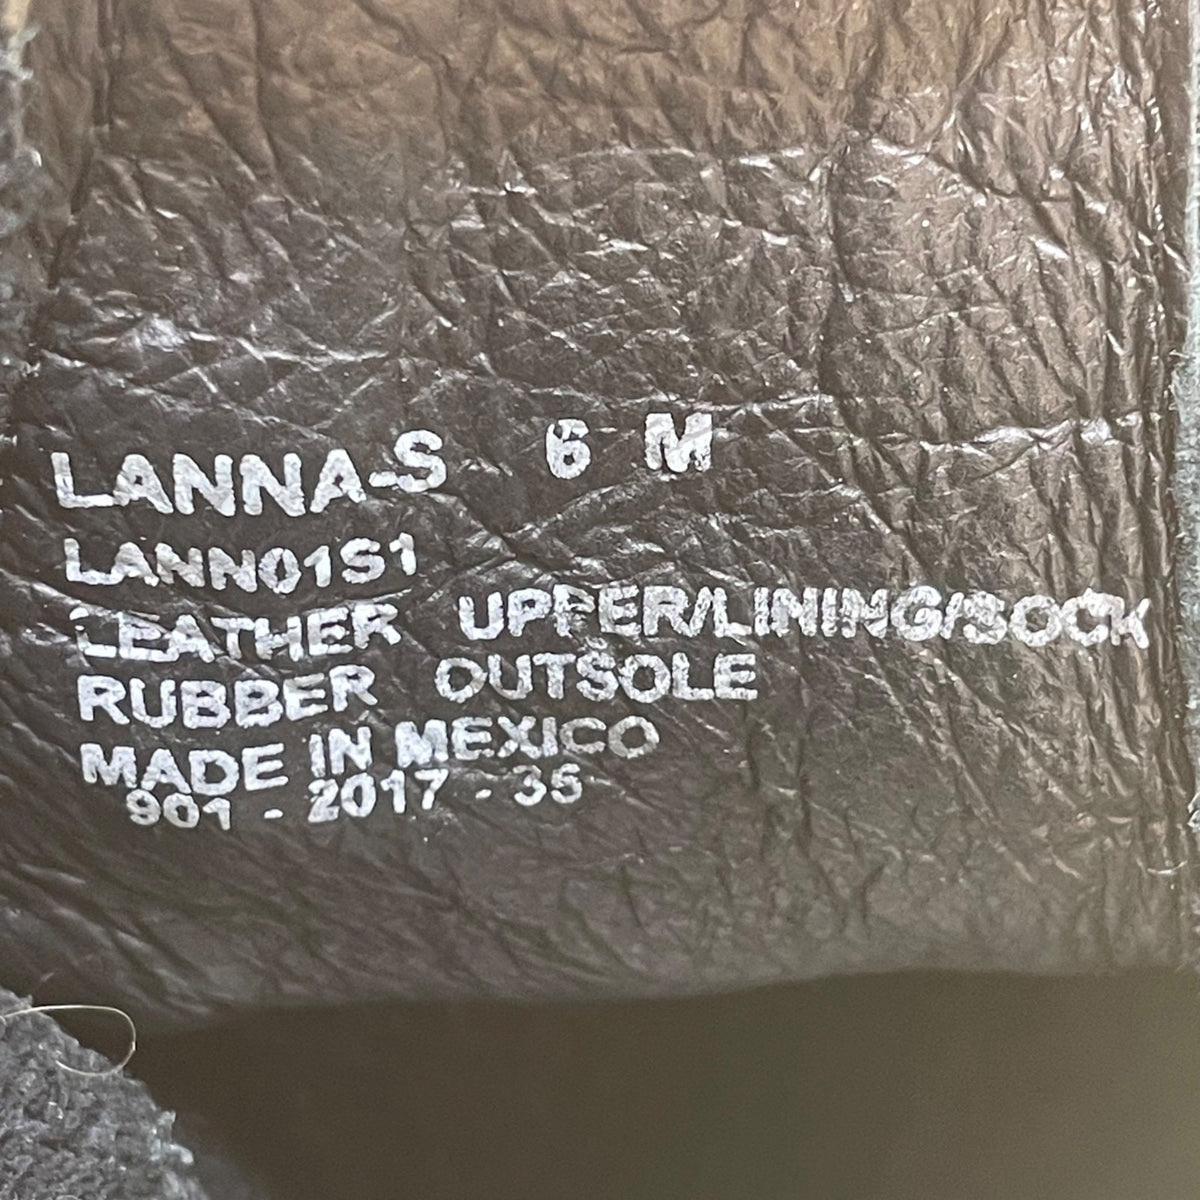 LANNA-S 6 M
LANN01S1
LEATHER UPPER/LINING/SOCK
RUBBER OUTSOLE
MADE IN MEXICO
901 - 2017 - 35